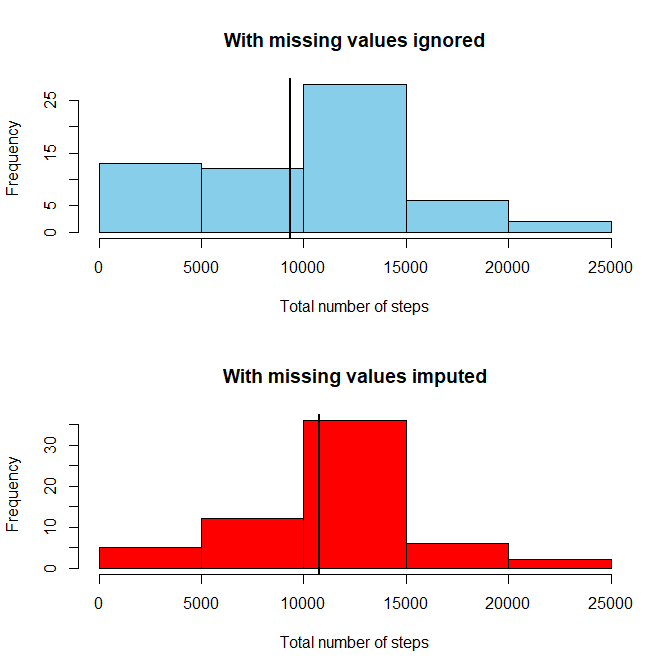 With missing values ignored
Frequency
25
15
5
0
0 5000 10000 15000 20000 25000
Total number of steps
With missing values imputed
Frequency
30
20
10
0
0 5000 10000 15000 20000 25000
Total number of steps